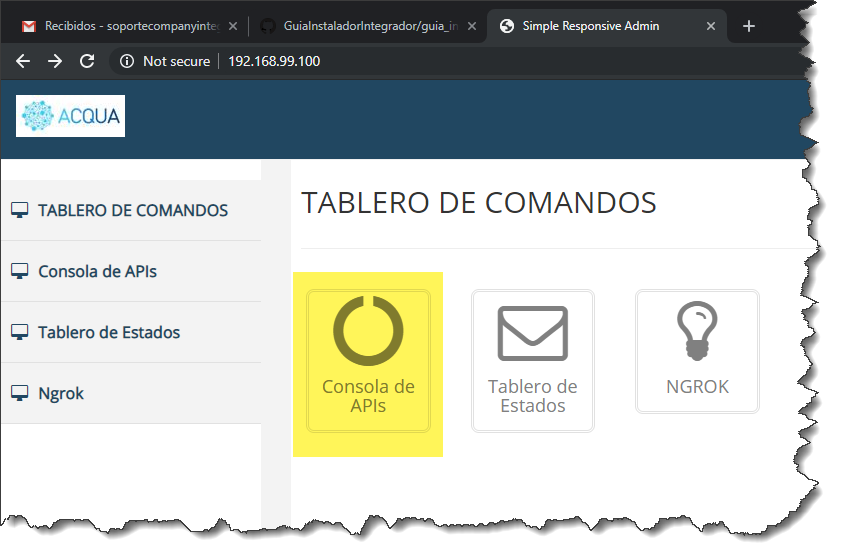 Recibidos - soportecompanyinte
GuiaInstaladorIntegrador/guia_in
Simple Responsive Admin
Not secure
192.168.99.100
ACQUA
TABLERO DE COMANDOS
Consola de APIs
Tablero de Estados
Ngrok
TABLERO DE COMANDOS
Consola de
APIs
Tablero de
Estados
NGROK